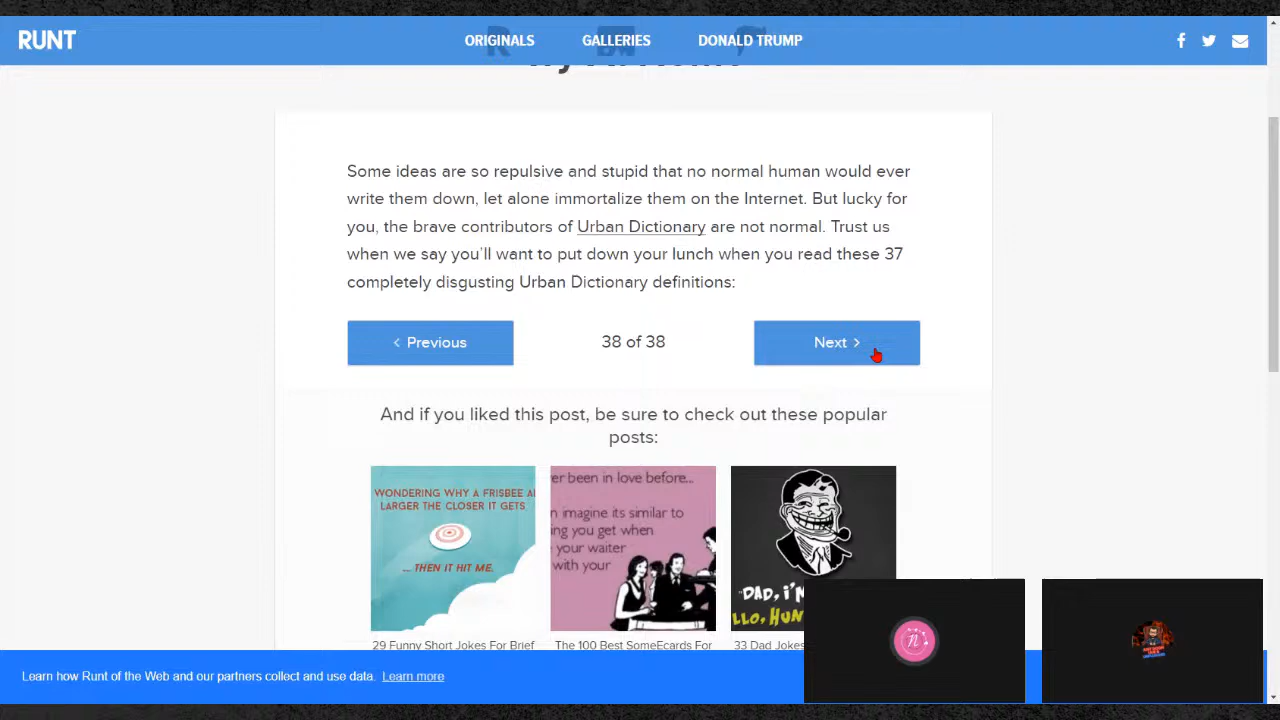 RUNT
ORIGINALS
GALLERIES
DONALD TRUMP
Some ideas are so repulsive and stupid that no normal human would ever
write them down, let alone immortalize them on the Internet. But lucky for
you, the brave contributors of Urban Dictionary are not normal. Trust us
when we say you'll want to put down your lunch when you read these 37
completely disgusting Urban Dictionary definitions:
Previous
38 of 38
Next
And if you liked this post, be sure to check out these popular
posts:
WONDERING WHY A FRISBEE
LARGER THE CLOSER IT GETS.
... THEN IT HIT ME.
er been in love before...
n imagine its similar to
ng you get when
your waiter
with your
"DAD, I'M
LLO, HUN
29 Funny Short Jokes For Brief
The 100 Best SomeEcards For
33 Dad Jokes
Learn how Runt of the Web and our partners collect and use data. Learn more
n